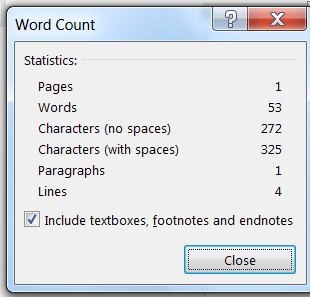 Word Count
Statistics:
Pages 1
Words 53
Characters (no spaces) 272
Characters (with spaces) 325
Paragraphs 1
Lines 4
Include textboxes, footnotes and endnotes
Close